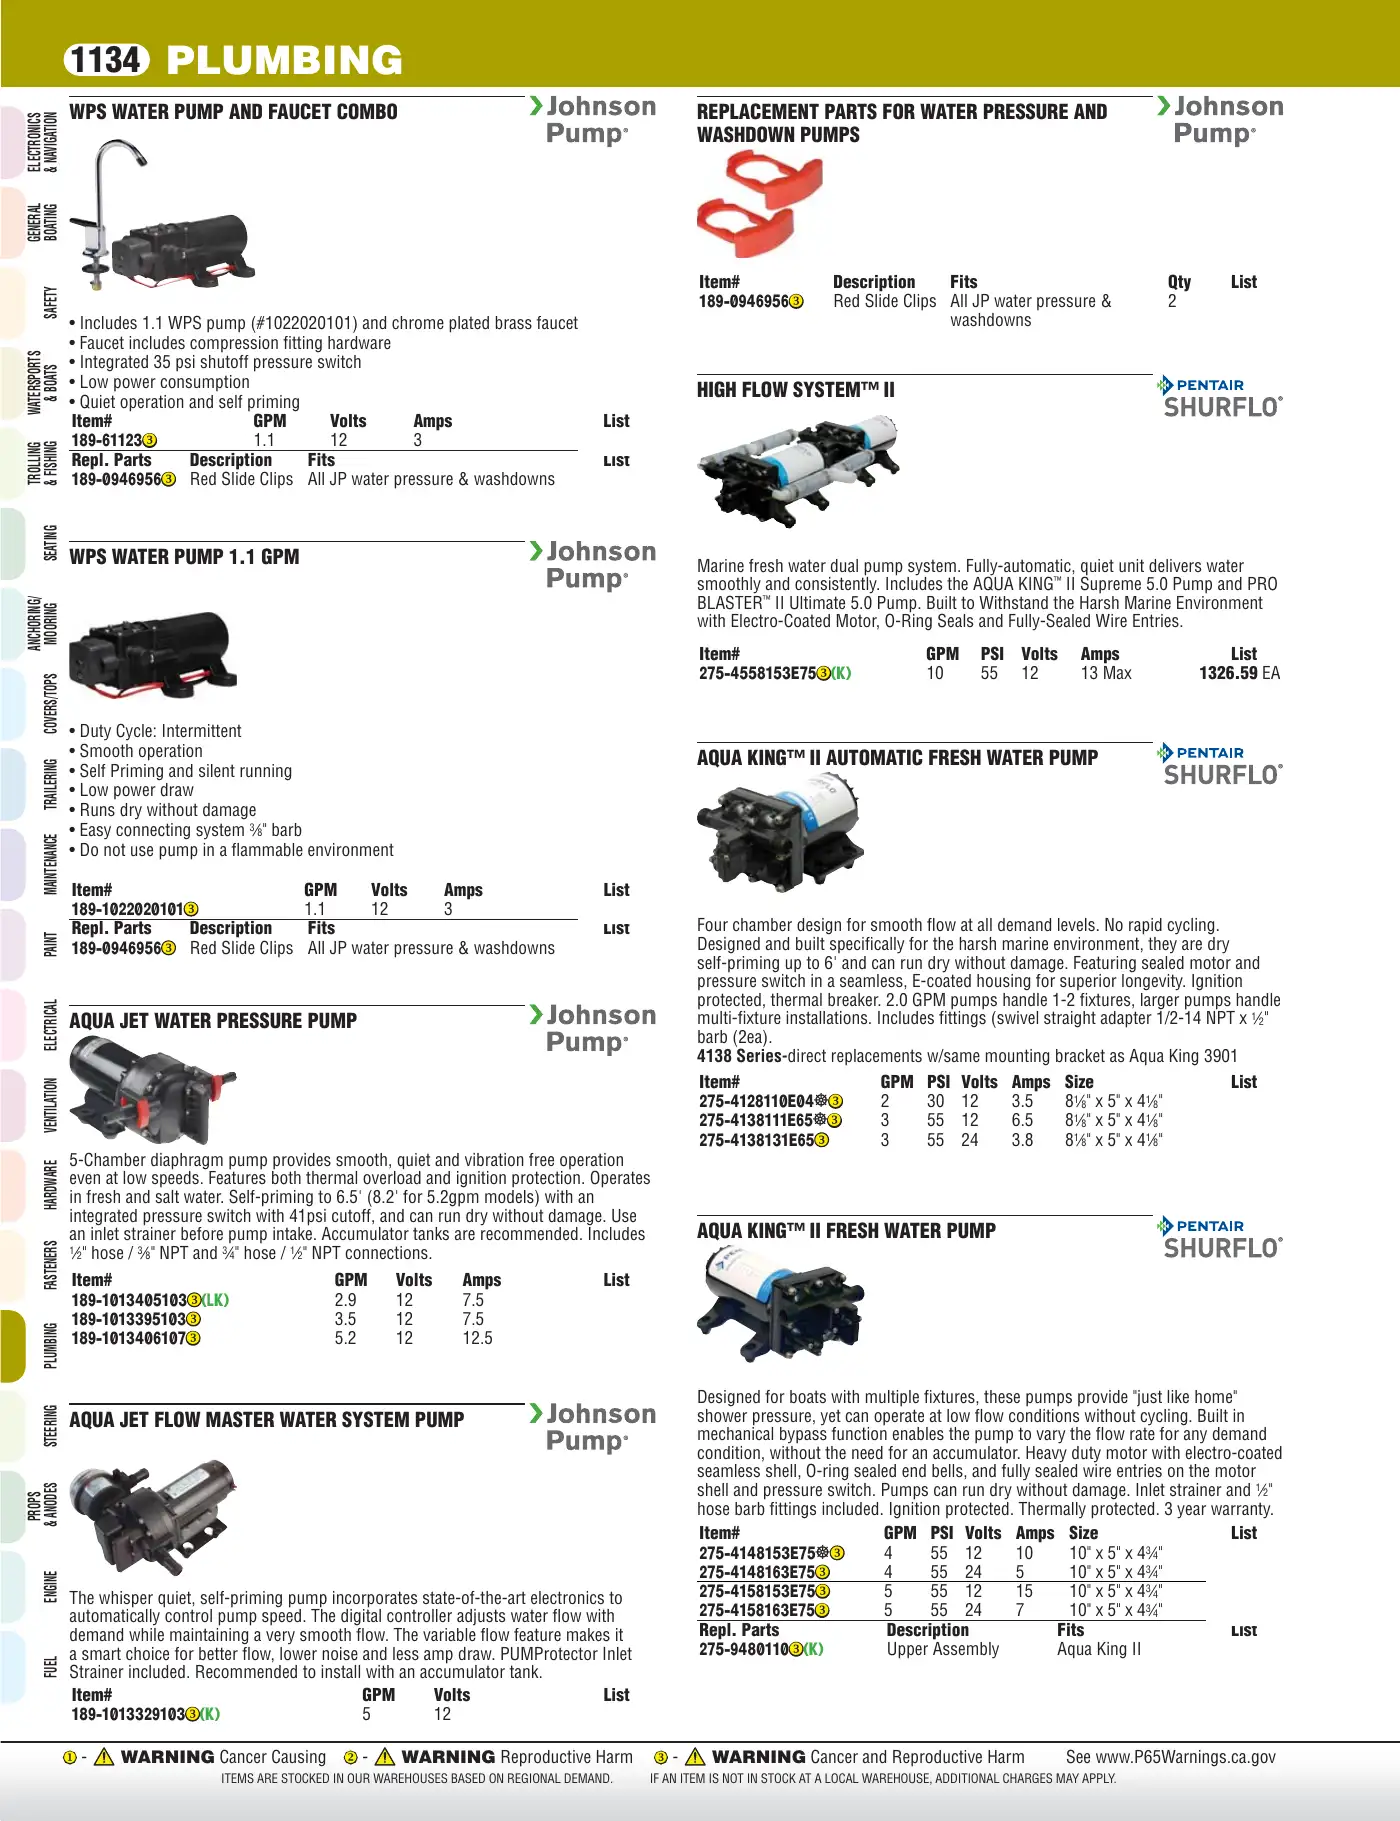 1134 PLUMBING
ELECTRONICS
& NAVIGATION
GENERAL
BOATING
SAFETY
WATERSPORTS
& BOATS
TROLLING
& FISHING
SEATING
ANCHORING/
MOORING
COVERS/TOPS
TRAILERING
MAINTENANCE
PAINT
ELECTRICAL
VENTILATION
HARDWARE
FASTENERS
PLUMBING
STEERING
PROPS
& ANODES
ENGINE
FUEL
WPS WATER PUMP AND FAUCET COMBO
Johnson
Pump®
• Includes 1.1 WPS pump (#1022020101) and chrome plated brass faucet
• Faucet includes compression fitting hardware
• Integrated 35 psi shutoff pressure switch
• Low power consumption
• Quiet operation and self priming
Item# GPM Volts Amps List
189-61123③ 1.1 12 3
Repl. Parts Description Fits List
189-0946956③ Red Slide Clips All JP water pressure & washdowns
WPS WATER PUMP 1.1 GPM
Johnson
Pump®
• Duty Cycle: Intermittent
• Smooth operation
• Self Priming and silent running
• Low power draw
• Runs dry without damage
• Easy connecting system ⅜" barb
• Do not use pump in a flammable environment
Item# GPM Volts Amps List
189-1022020101③ 1.1 12 3
Repl. Parts Description Fits List
189-0946956③ Red Slide Clips All JP water pressure & washdowns
AQUA JET WATER PRESSURE PUMP
Johnson
Pump®
5-Chamber diaphragm pump provides smooth, quiet and vibration free operation
even at low speeds. Features both thermal overload and ignition protection. Operates
in fresh and salt water. Self-priming to 6.5' (8.2' for 5.2gpm models) with an
integrated pressure switch with 41psi cutoff, and can run dry without damage. Use
an inlet strainer before pump intake. Accumulator tanks are recommended. Includes
½" hose / ⅜" NPT and ¾" hose / ½" NPT connections.
Item# GPM Volts Amps List
189-1013405103③(LK) 2.9 12 7.5
189-1013395103③ 3.5 12 7.5
189-1013406107③ 5.2 12 12.5
AQUA JET FLOW MASTER WATER SYSTEM PUMP
Johnson
Pump®
The whisper quiet, self-priming pump incorporates state-of-the-art electronics to
automatically control pump speed. The digital controller adjusts water flow with
demand while maintaining a very smooth flow. The variable flow feature makes it
a smart choice for better flow, lower noise and less amp draw. PUMProtector Inlet
Strainer included. Recommended to install with an accumulator tank.
Item# GPM Volts List
189-1013329103③(K) 5 12
REPLACEMENT PARTS FOR WATER PRESSURE AND
WASHDOWN PUMPS
Johnson
Pump®
Item# Description Fits Qty List
189-0946956③ Red Slide Clips All JP water pressure & 2
washdowns
HIGH FLOW SYSTEM™ II
PENTAIR
SHURFLO®
Marine fresh water dual pump system. Fully-automatic, quiet unit delivers water
smoothly and consistently. Includes the AQUA KING™ II Supreme 5.0 Pump and PRO
BLASTER™ II Ultimate 5.0 Pump. Built to Withstand the Harsh Marine Environment
with Electro-Coated Motor, O-Ring Seals and Fully-Sealed Wire Entries.
Item# GPM PSI Volts Amps List
275-4558153E75③(K) 10 55 12 13 Max 1326.59 EA
AQUA KING™ II AUTOMATIC FRESH WATER PUMP
PENTAIR
SHURFLO®
Four chamber design for smooth flow at all demand levels. No rapid cycling.
Designed and built specifically for the harsh marine environment, they are dry
self-priming up to 6' and can run dry without damage. Featuring sealed motor and
pressure switch in a seamless, E-coated housing for superior longevity. Ignition
protected, thermal breaker. 2.0 GPM pumps handle 1-2 fixtures, larger pumps handle
multi-fixture installations. Includes fittings (swivel straight adapter 1/2-14 NPT x ½"
barb (2ea).
4138 Series-direct replacements w/same mounting bracket as Aqua King 3901
Item# GPM PSI Volts Amps Size List
275-4128110E04☸③ 2 30 12 3.5 8⅛" x 5" x 4⅛"
275-4138111E65☸③ 3 55 12 6.5 8⅛" x 5" x 4⅛"
275-4138131E65③ 3 55 24 3.8 8⅛" x 5" x 4⅛"
AQUA KING™ II FRESH WATER PUMP
PENTAIR
SHURFLO®
Designed for boats with multiple fixtures, these pumps provide "just like home"
shower pressure, yet can operate at low flow conditions without cycling. Built in
mechanical bypass function enables the pump to vary the flow rate for any demand
condition, without the need for an accumulator. Heavy duty motor with electro-coated
seamless shell, O-ring sealed end bells, and fully sealed wire entries on the motor
shell and pressure switch. Pumps can run dry without damage. Inlet strainer and ½"
hose barb fittings included. Ignition protected. Thermally protected. 3 year warranty.
Item# GPM PSI Volts Amps Size List
275-4148153E75☸③ 4 55 12 10 10" x 5" x 4¾"
275-4148163E75③ 4 55 24 5 10" x 5" x 4¾"
275-4158153E75③ 5 55 12 15 10" x 5" x 4¾"
275-4158163E75③ 5 55 24 7 10" x 5" x 4¾"
Repl. Parts Description Fits List
275-9480110③(K) Upper Assembly Aqua King II
① - ⚠ WARNING Cancer Causing ② - ⚠ WARNING Reproductive Harm ③ - ⚠ WARNING Cancer and Reproductive Harm See www.P65Warnings.ca.gov
ITEMS ARE STOCKED IN OUR WAREHOUSES BASED ON REGIONAL DEMAND. IF AN ITEM IS NOT IN STOCK AT A LOCAL WAREHOUSE, ADDITIONAL CHARGES MAY APPLY.